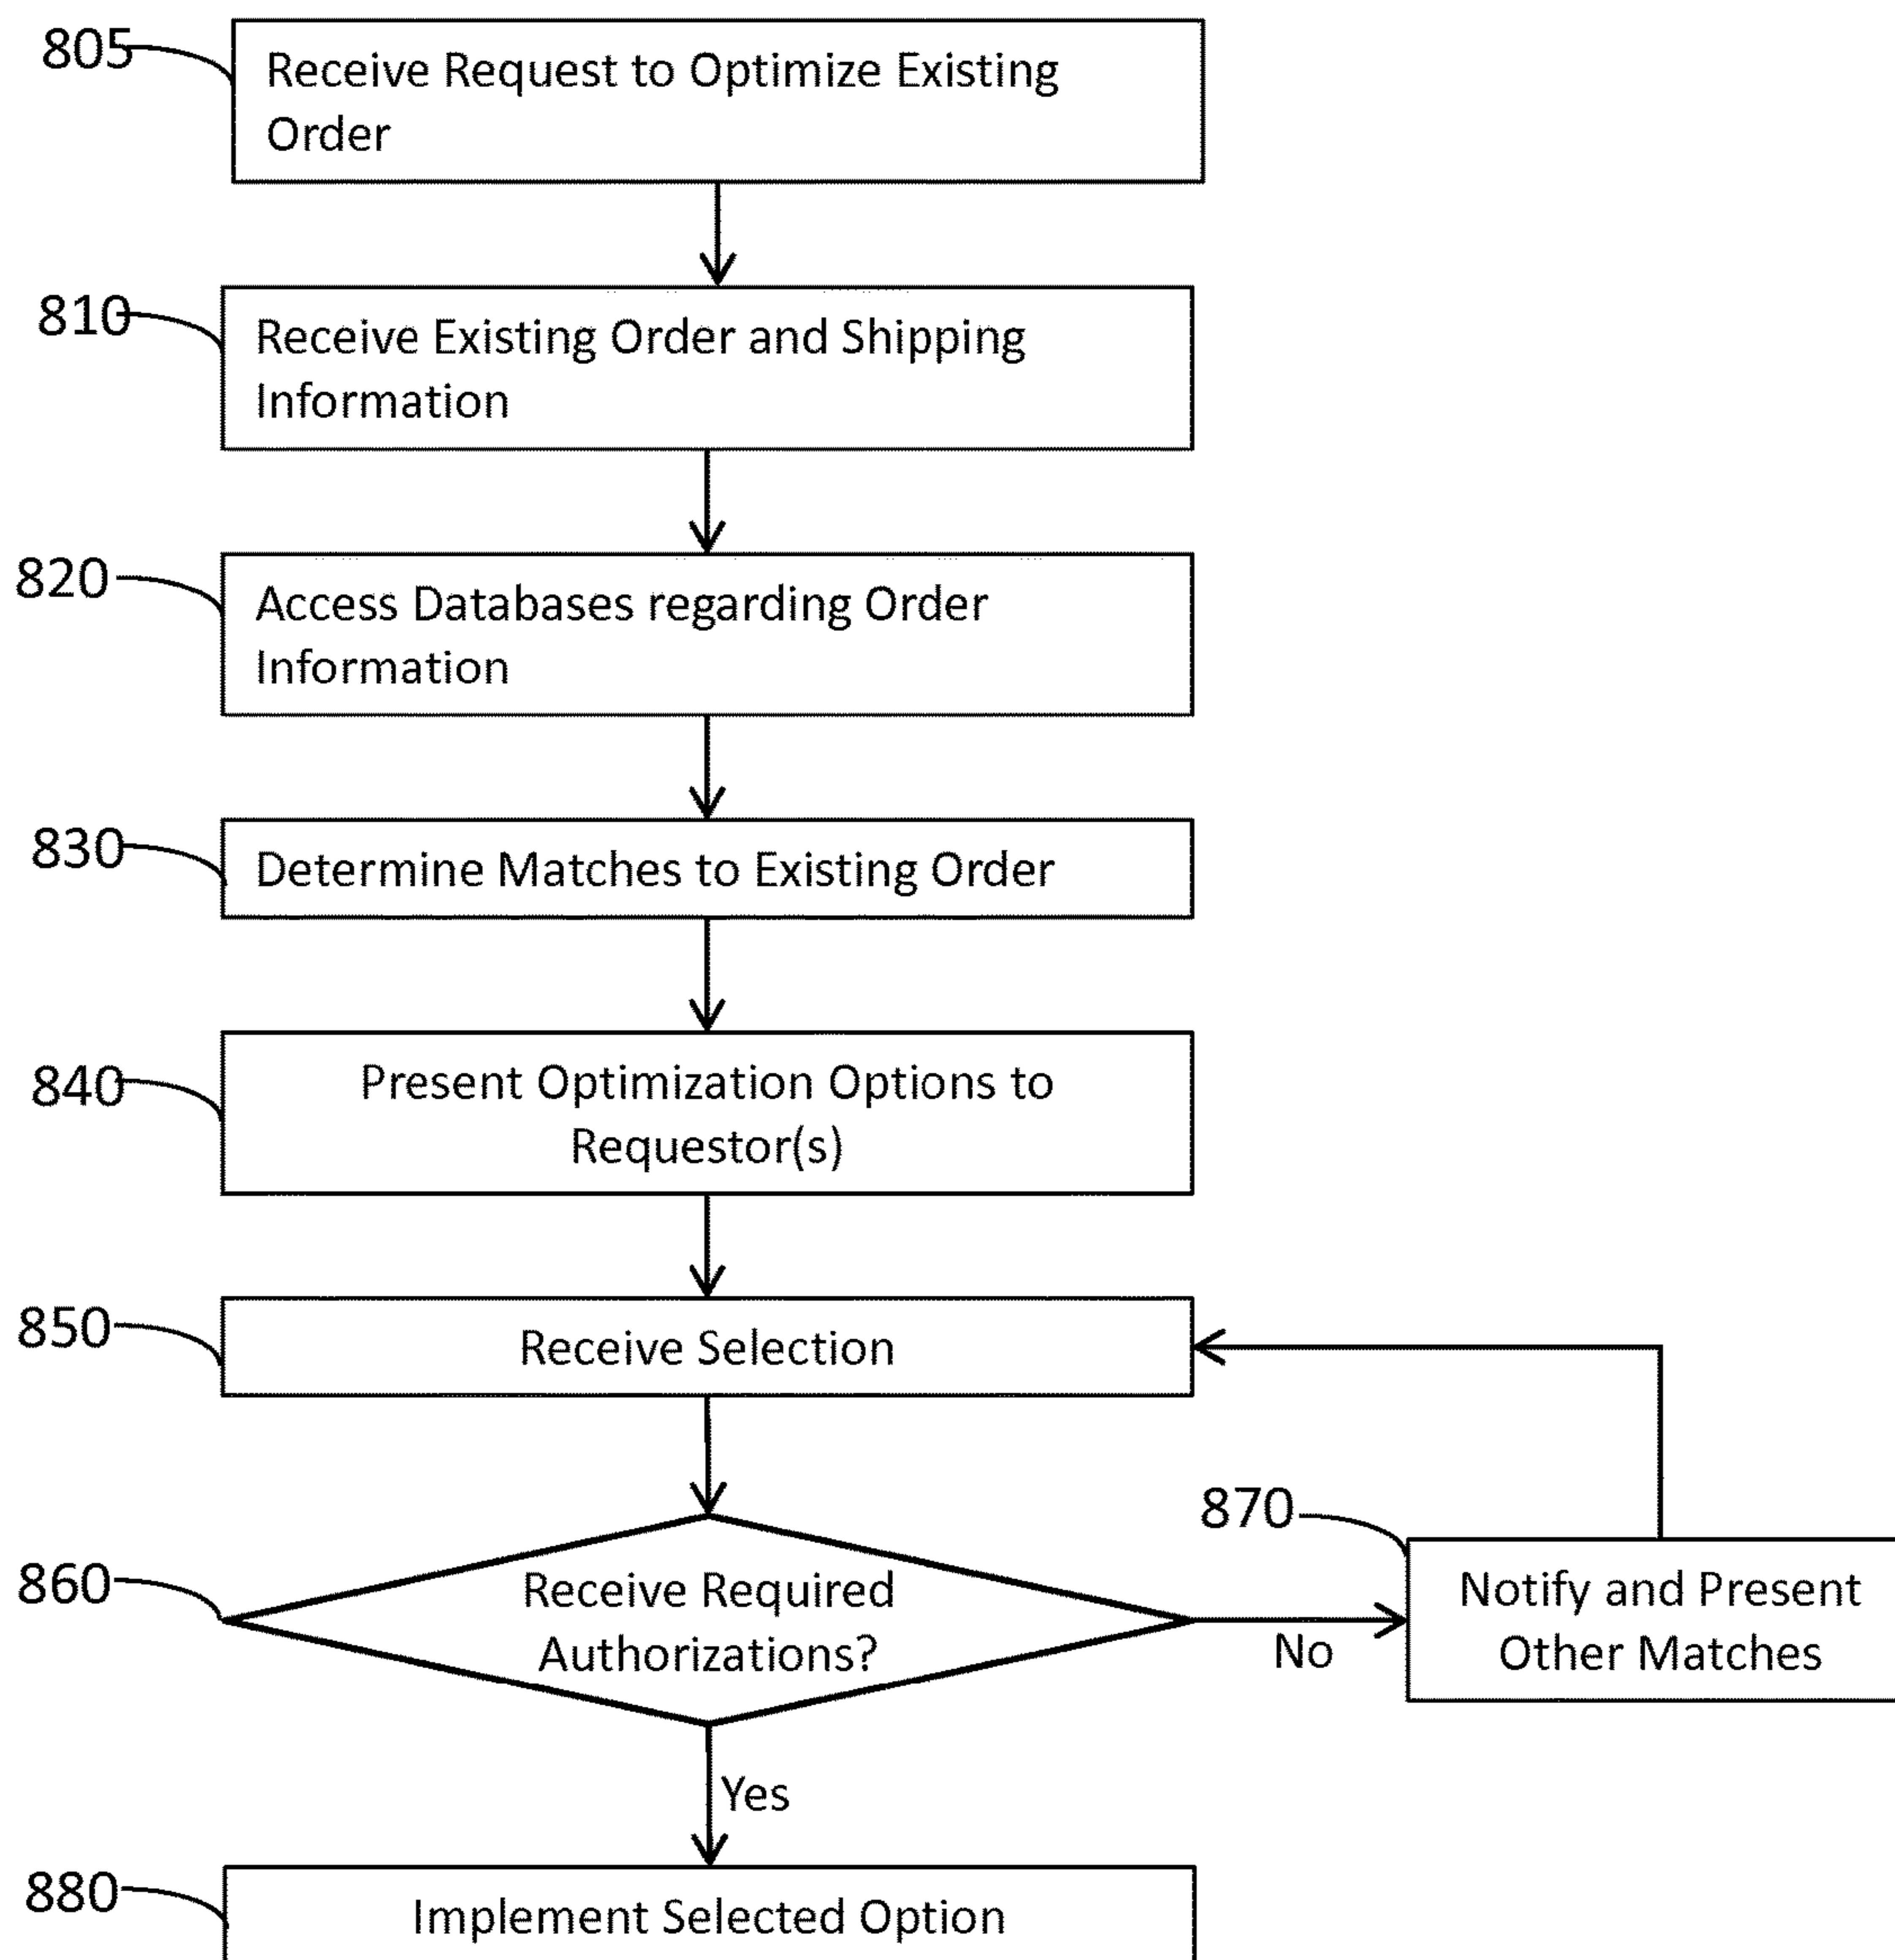 805
Receive Request to Optimize Existing
Order
810
Receive Existing Order and Shipping
Information
820
Access Databases regarding Order
Information
830
Determine Matches to Existing Order
840
Present Optimization Options to
Requestor(s)
850
Receive Selection
860
Receive Required
Authorizations?
No
870
Notify and Present
Other Matches
Yes
880
Implement Selected Option